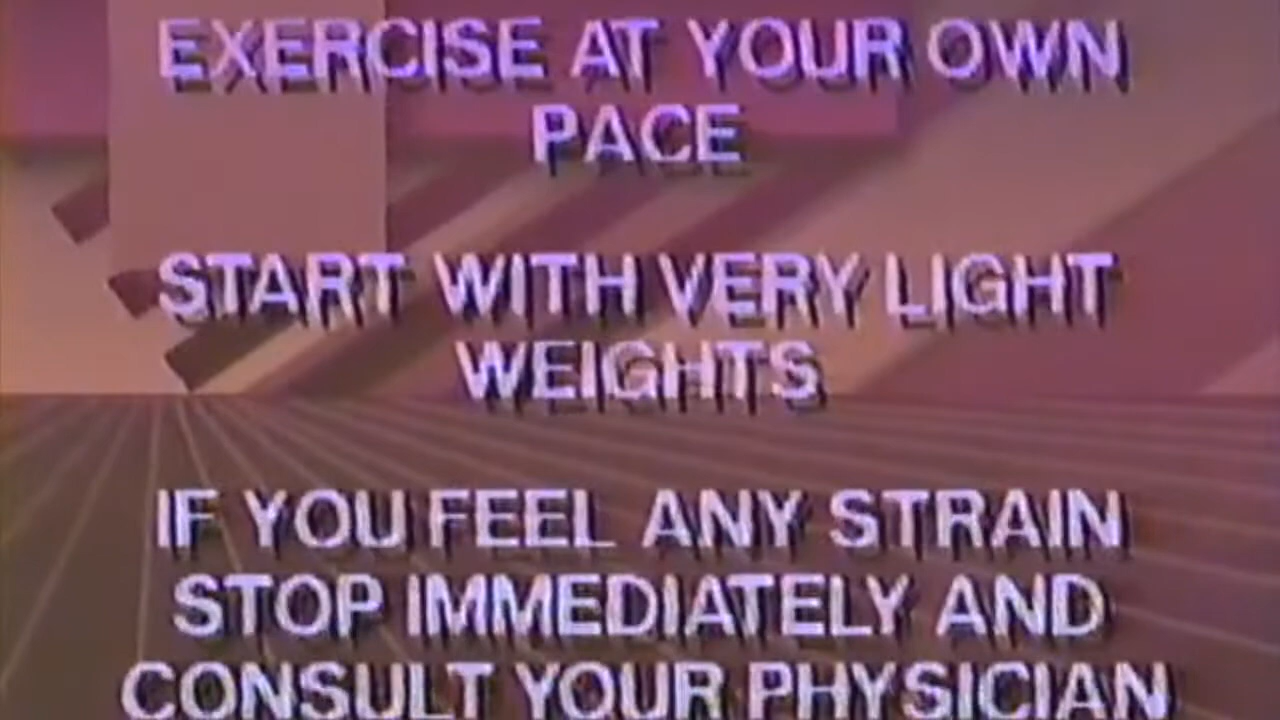 EXERCISE AT YOUR OWN
PACE
START WITH VERY LIGHT
WEIGHTS
IF YOU FEEL ANY STRAIN
STOP IMMEDIATELY AND
CONSULT YOUR PHYSICIAN